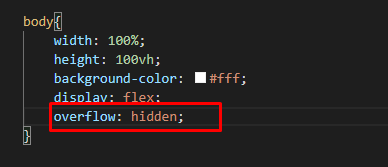 body{
width: 100%;
height: 100vh;
background-color: #fff;
display: flex;
overflow: hidden;
}